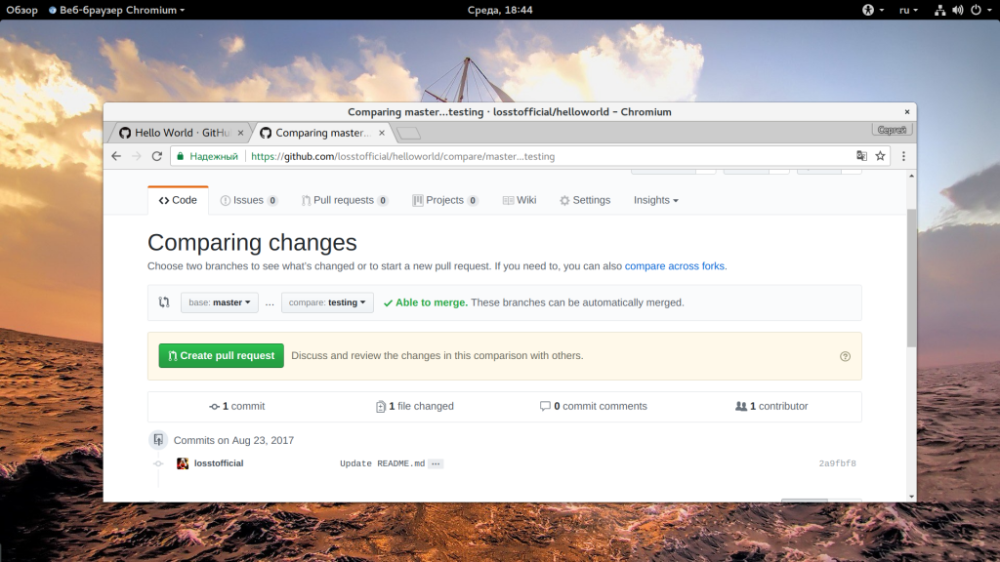 Обзор Веб-браузер Chromium Среда, 18:44 ru
Comparing master...testing · losstofficial/helloworld - Chromium ×
Hello World · GitHu × Comparing master... × Сергей
Надежный https://github.com/losstofficial/helloworld/compare/master...testing
Code Issues 0 Pull requests 0 Projects 0 Wiki Settings Insights
Comparing changes
Choose two branches to see what's changed or to start a new pull request. If you need to, you can also compare across forks.
base: master ... compare: testing Able to merge. These branches can be automatically merged.
Create pull request Discuss and review the changes in this comparison with others.
1 commit 1 file changed 0 commit comments 1 contributor
Commits on Aug 23, 2017
losstofficial Update README.md ... 2a9fbf8